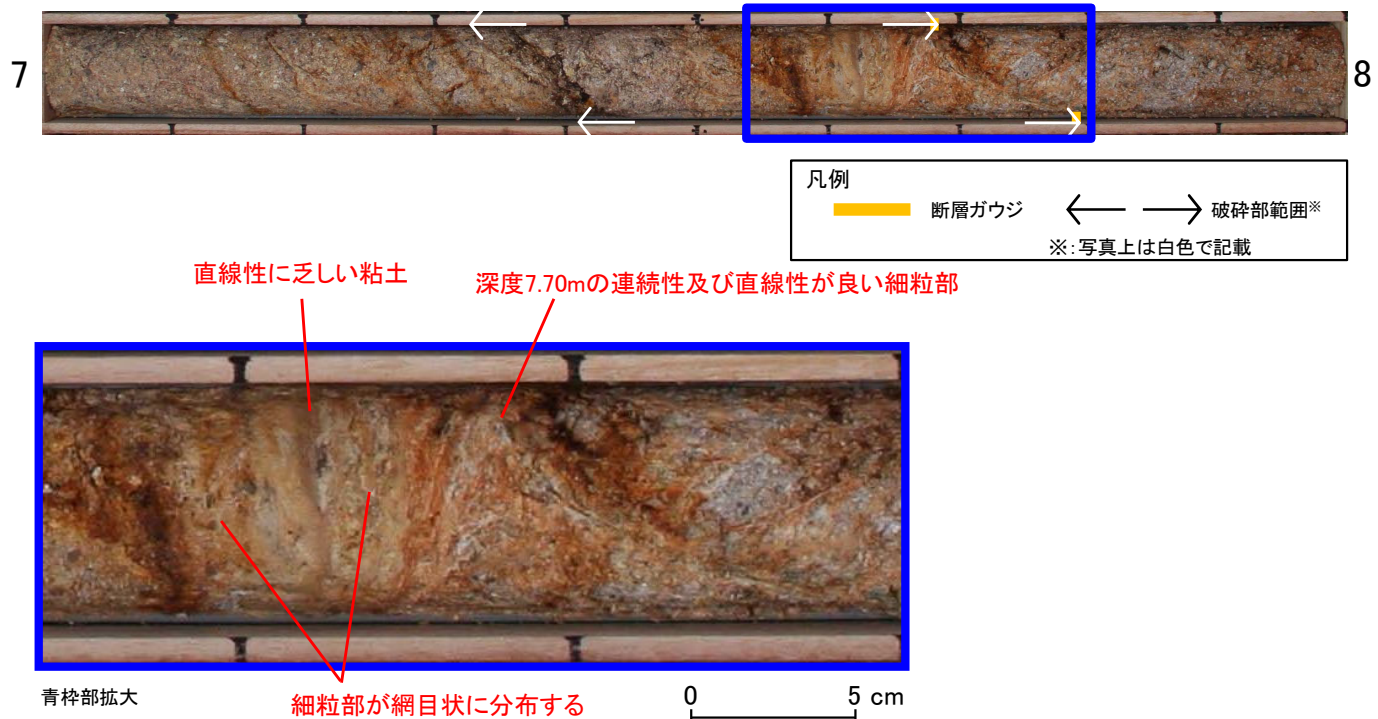 7
8
凡例
断層ガウジ
破砕部範囲※
※:写真上は白色で記載
直線性に乏しい粘土
深度7.70mの連続性及び直線性が良い細粒部
青枠部拡大
細粒部が網目状に分布する
0 5 cm